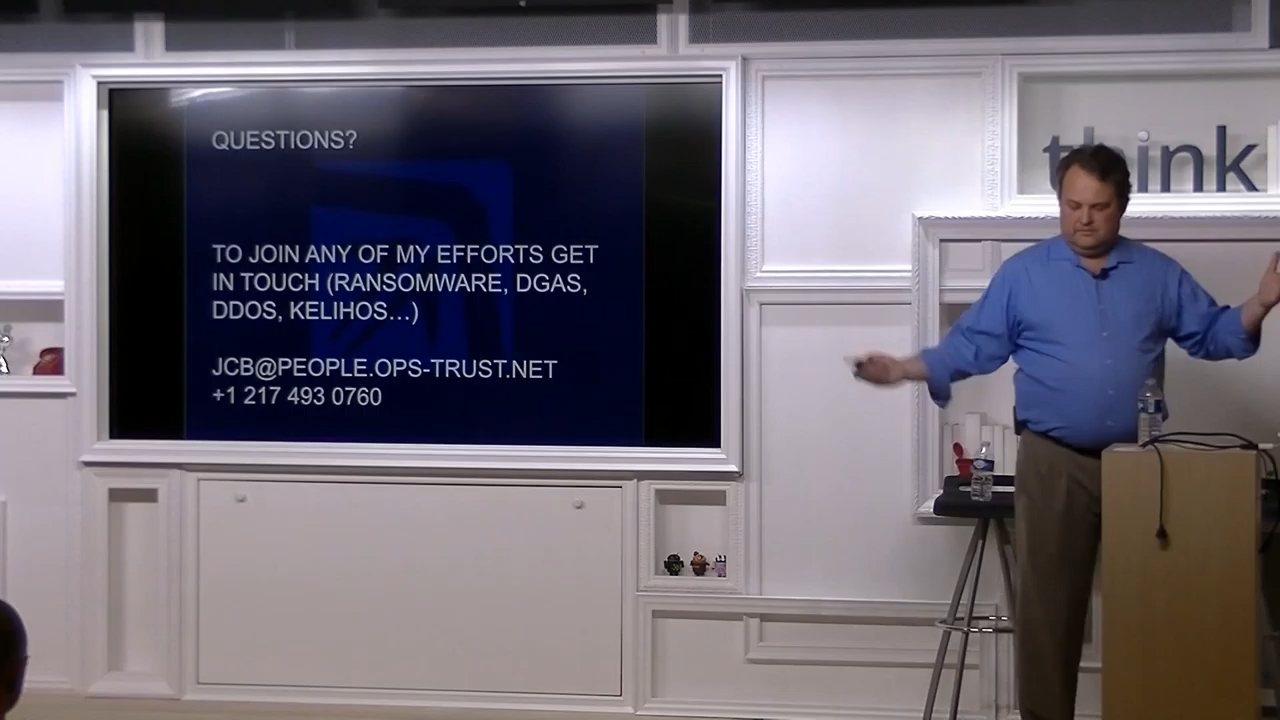 QUESTIONS?
TO JOIN ANY OF MY EFFORTS GET
IN TOUCH (RANSOMWARE, DGAS,
DDOS, KELIHOS…)
JCB@PEOPLE.OPS-TRUST.NET
+1 217 493 0760
think